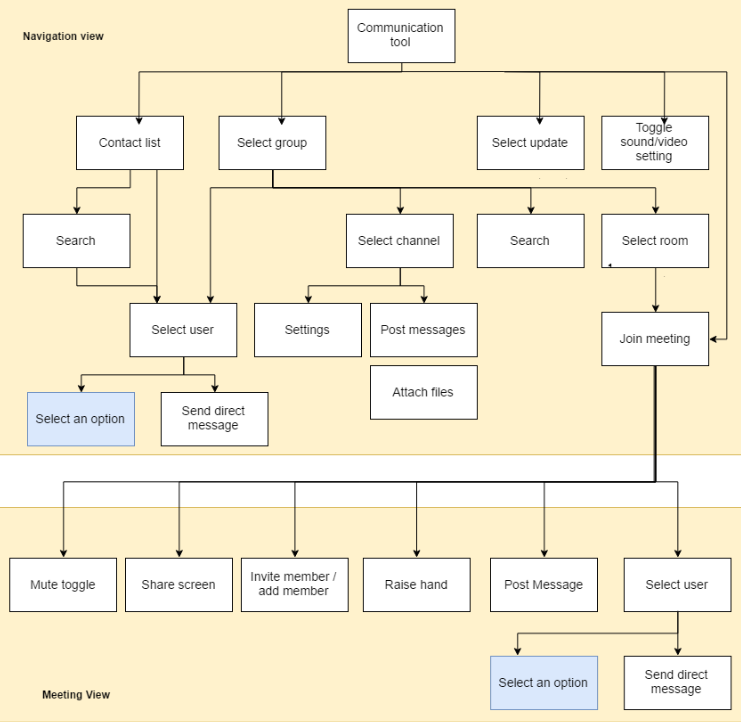 Navigation view
Communication
tool
Contact list
Select group
Select update
Toggle
sound/video
setting
Search
Select channel
Search
Select room
Select user
Settings
Post messages
Join meeting
Select an option
Send direct
message
Attach files
Mute toggle
Share screen
Invite member /
add member
Raise hand
Post Message
Select user
Select an option
Send direct
message
Meeting View